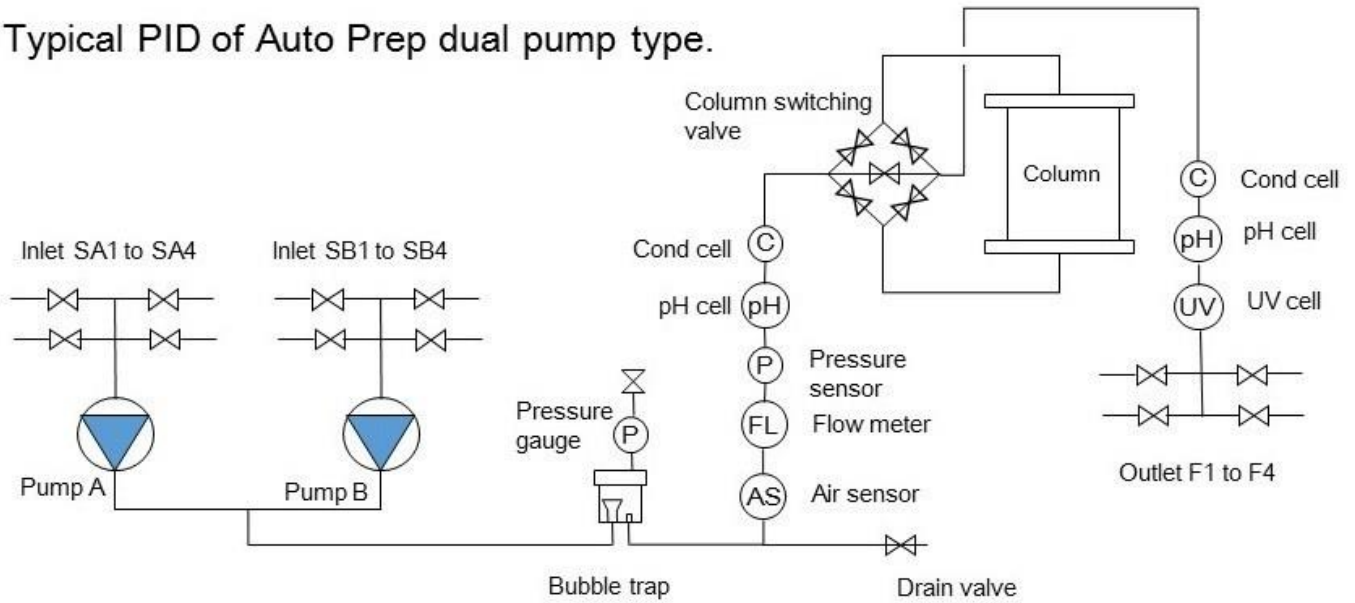 Typical PID of Auto Prep dual pump type.
Column switching
valve
Column
C
Cond cell
pH
pH cell
UV
UV cell
Outlet F1 to F4
Inlet SA1 to SA4
Inlet SB1 to SB4
Pump A
Pump B
Cond cell
C
pH cell
pH
P
Pressure
sensor
FL
Flow meter
AS
Air sensor
Pressure
gauge
P
Bubble trap
Drain valve